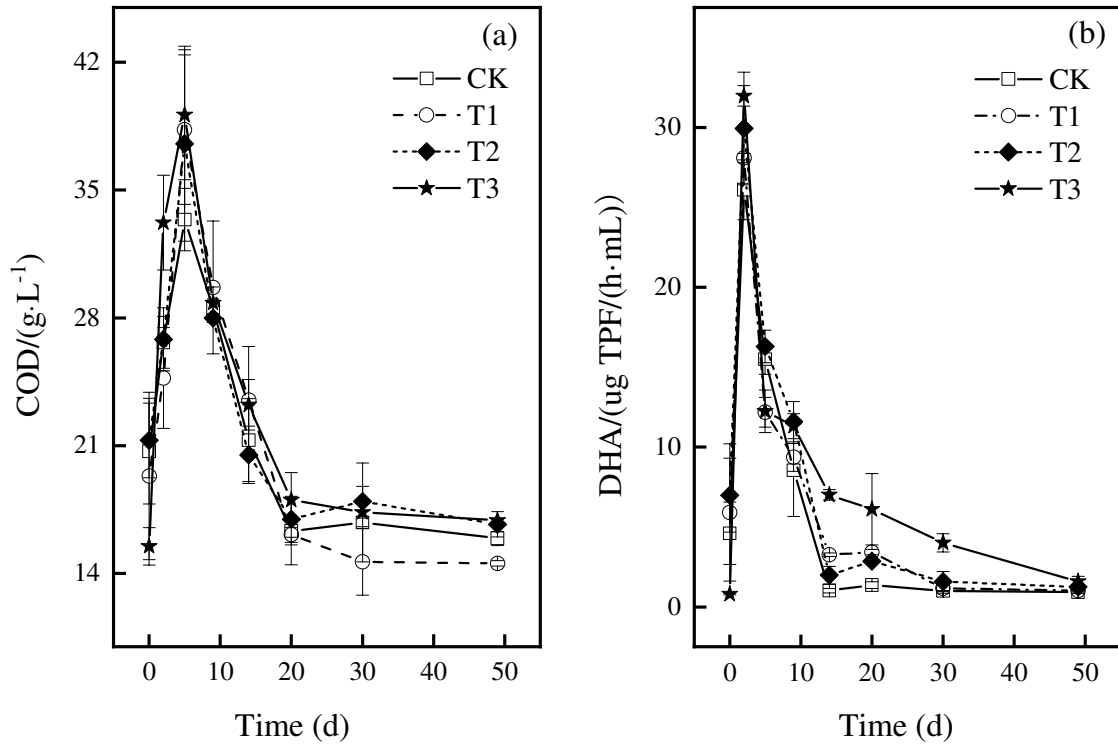 (a)
CK
T1
T2
T3
42
35
28
21
14
COD/(g·L⁻¹)
0 10 20 30 40 50
Time (d)
(b)
CK
T1
T2
T3
30
20
10
0
DHA/(ug TPF/(h·mL))
0 10 20 30 40 50
Time (d)